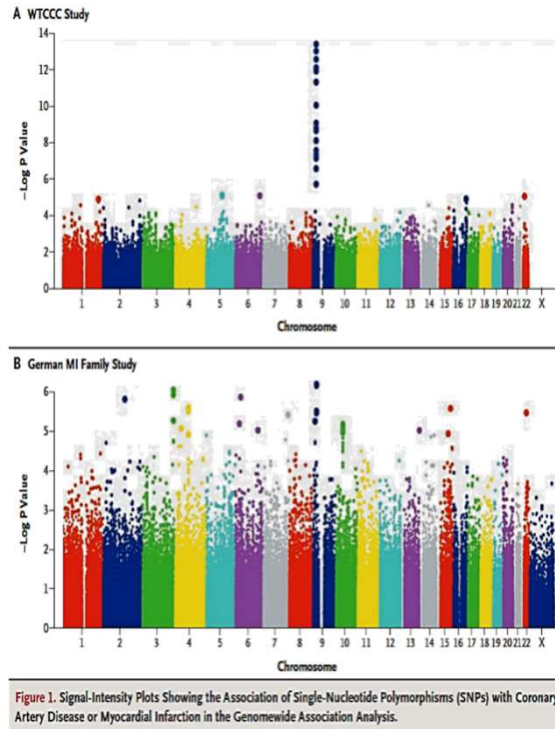 A WTCCC Study
14
12
10
8
6
4
2
0
−Log P Value
1 2 3 4 5 6 7 8 9 10 11 12 13 14 15 16 17 18 19 20 21 22 X
Chromosome
B German MI Family Study
6
5
4
3
2
1
0
−Log P Value
1 2 3 4 5 6 7 8 9 10 11 12 13 14 15 16 17 18 19 20 21 22 X
Chromosome
Figure 1. Signal-Intensity Plots Showing the Association of Single-Nucleotide Polymorphisms (SNPs) with Coronary
Artery Disease or Myocardial Infarction in the Genomewide Association Analysis.